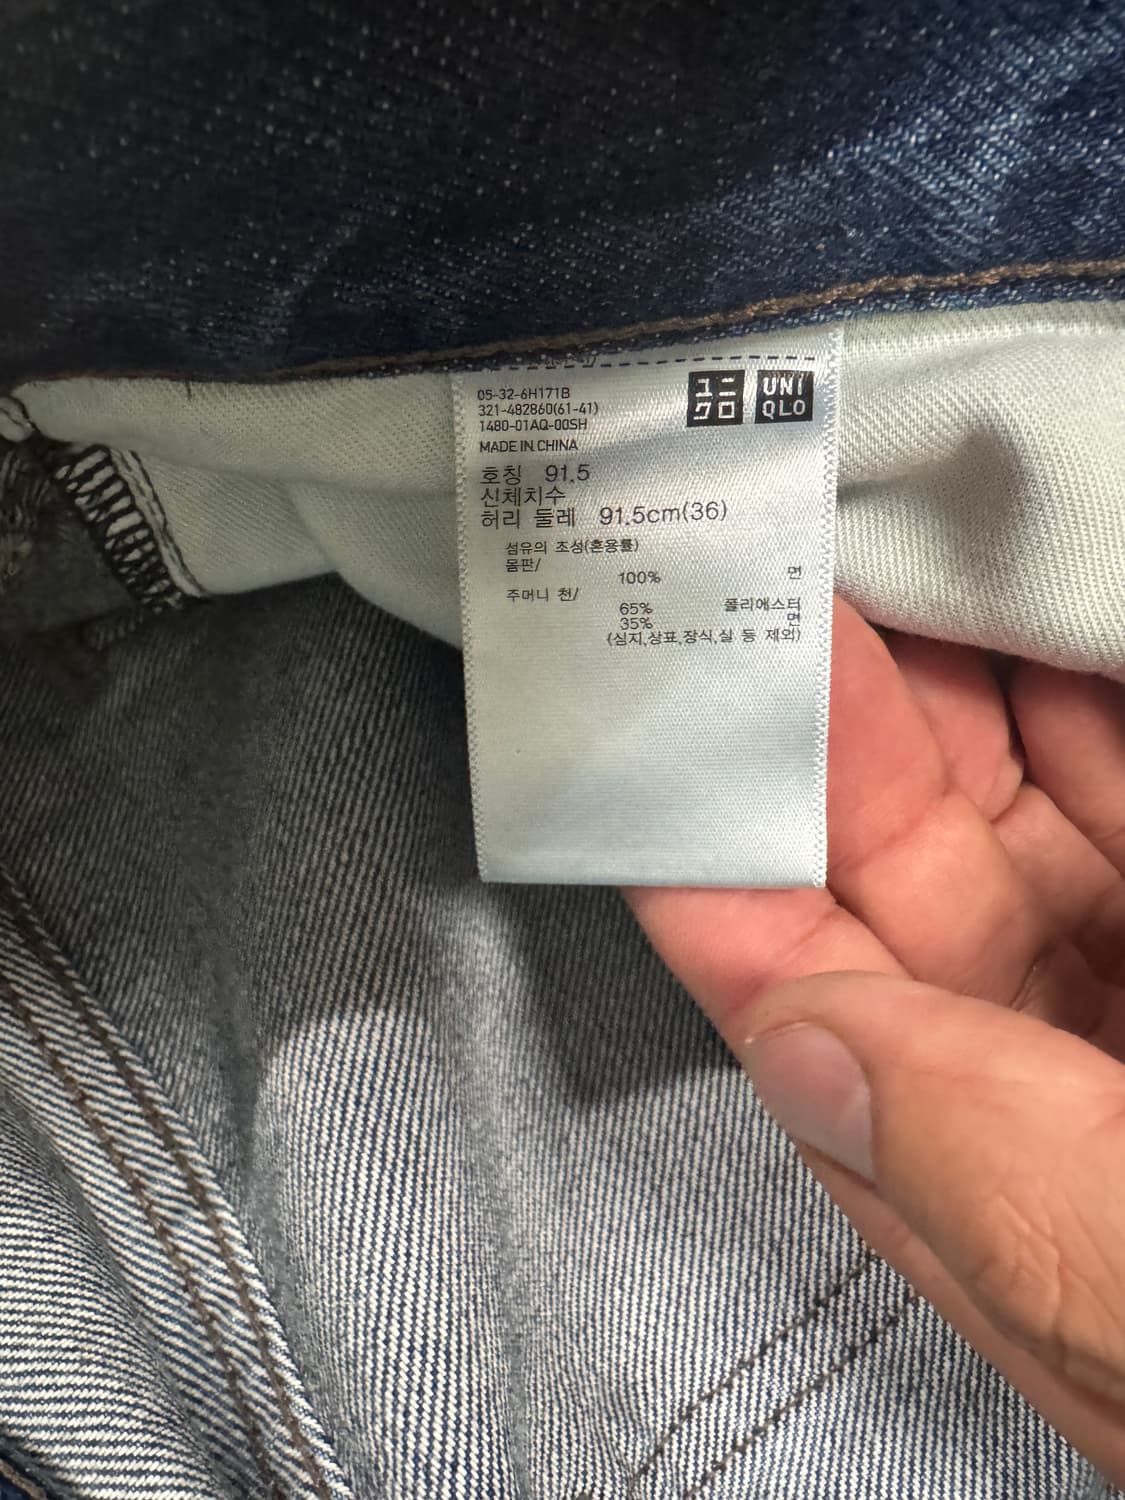 05-32-6H171B
321-482860(61-41)
1480-01AQ-00SH
ユニ
クロ
UNI
QLO
MADE IN CHINA
호칭 91.5
신체치수
허리 둘레 91.5cm(36)
섬유의 조성(혼용률)
몸판/
100% 면
주머니 천/
65% 폴리에스터
35% 면
(심지,상표,장식,실 등 제외)